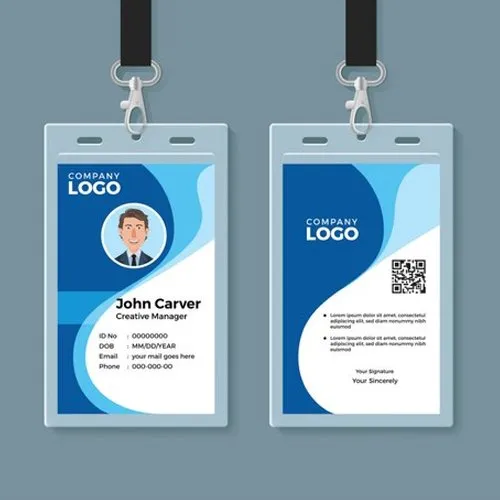 COMPANY
LOGO
John Carver
Creative Manager
ID No : 00000000
DOB : MM/DD/YEAR
Email : your mail goes here
Phone : 000-000-00
COMPANY
LOGO
Lorem ipsum dolor sit amet, consectetur
adipiscing elit, sed diam nonummy nibh
euismod
Lorem ipsum dolor sit amet, consectetur
adipiscing elit, sed diam nonummy nibh
euismod
Your Signature
Your Sincerely